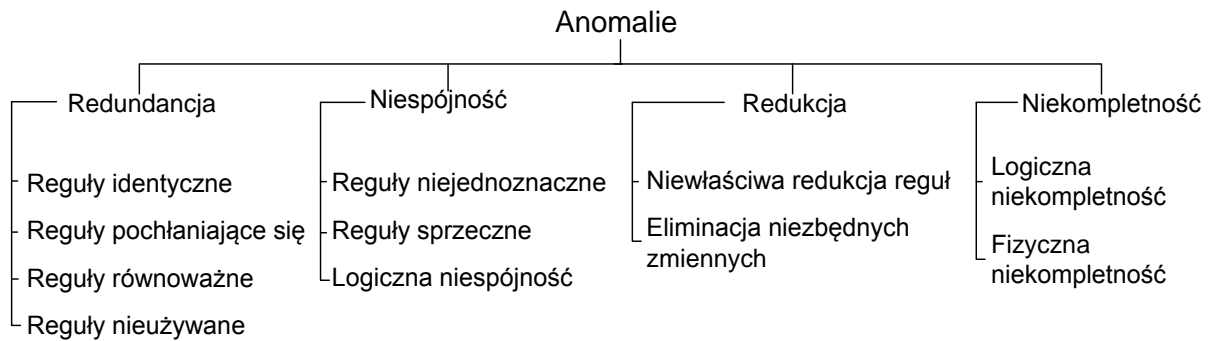 Anomalie
Redundancja
Niespójność
Redukcja
Niekompletność
Reguły identyczne
Reguły pochłaniające się
Reguły równoważne
Reguły nieużywane
Reguły niejednoznaczne
Reguły sprzeczne
Logiczna niespójność
Niewłaściwa redukcja reguł
Eliminacja niezbędnych
zmiennych
Logiczna
niekompletność
Fizyczna
niekompletność